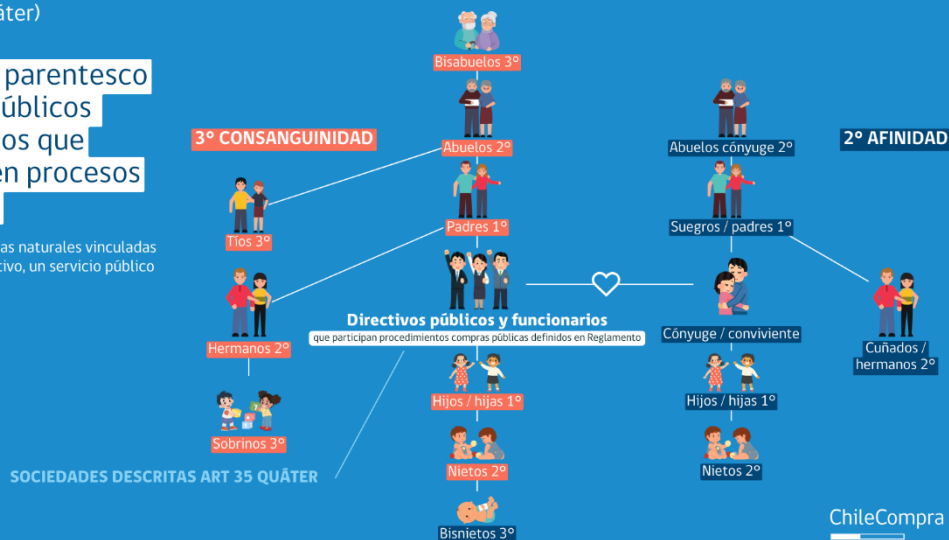 áter)
parentesco
úblicos
os que
en procesos
as naturales vinculadas
tivo, un servicio público
3° CONSANGUINIDAD
2° AFINIDAD
Bisabuelos 3°
Abuelos 2°
Abuelos cónyuge 2°
Tíos 3°
Padres 1°
Suegros / padres 1°
Directivos públicos y funcionarios
que participan procedimientos compras públicas definidos en Reglamento
Cónyuge / conviviente
Hermanos 2°
Cuñados /
hermanos 2°
Hijos / hijas 1°
Hijos / hijas 1°
Sobrinos 3°
Nietos 2°
Nietos 2°
SOCIEDADES DESCRITAS ART 35 QUÁTER
Bisnietos 3°
ChileCompra